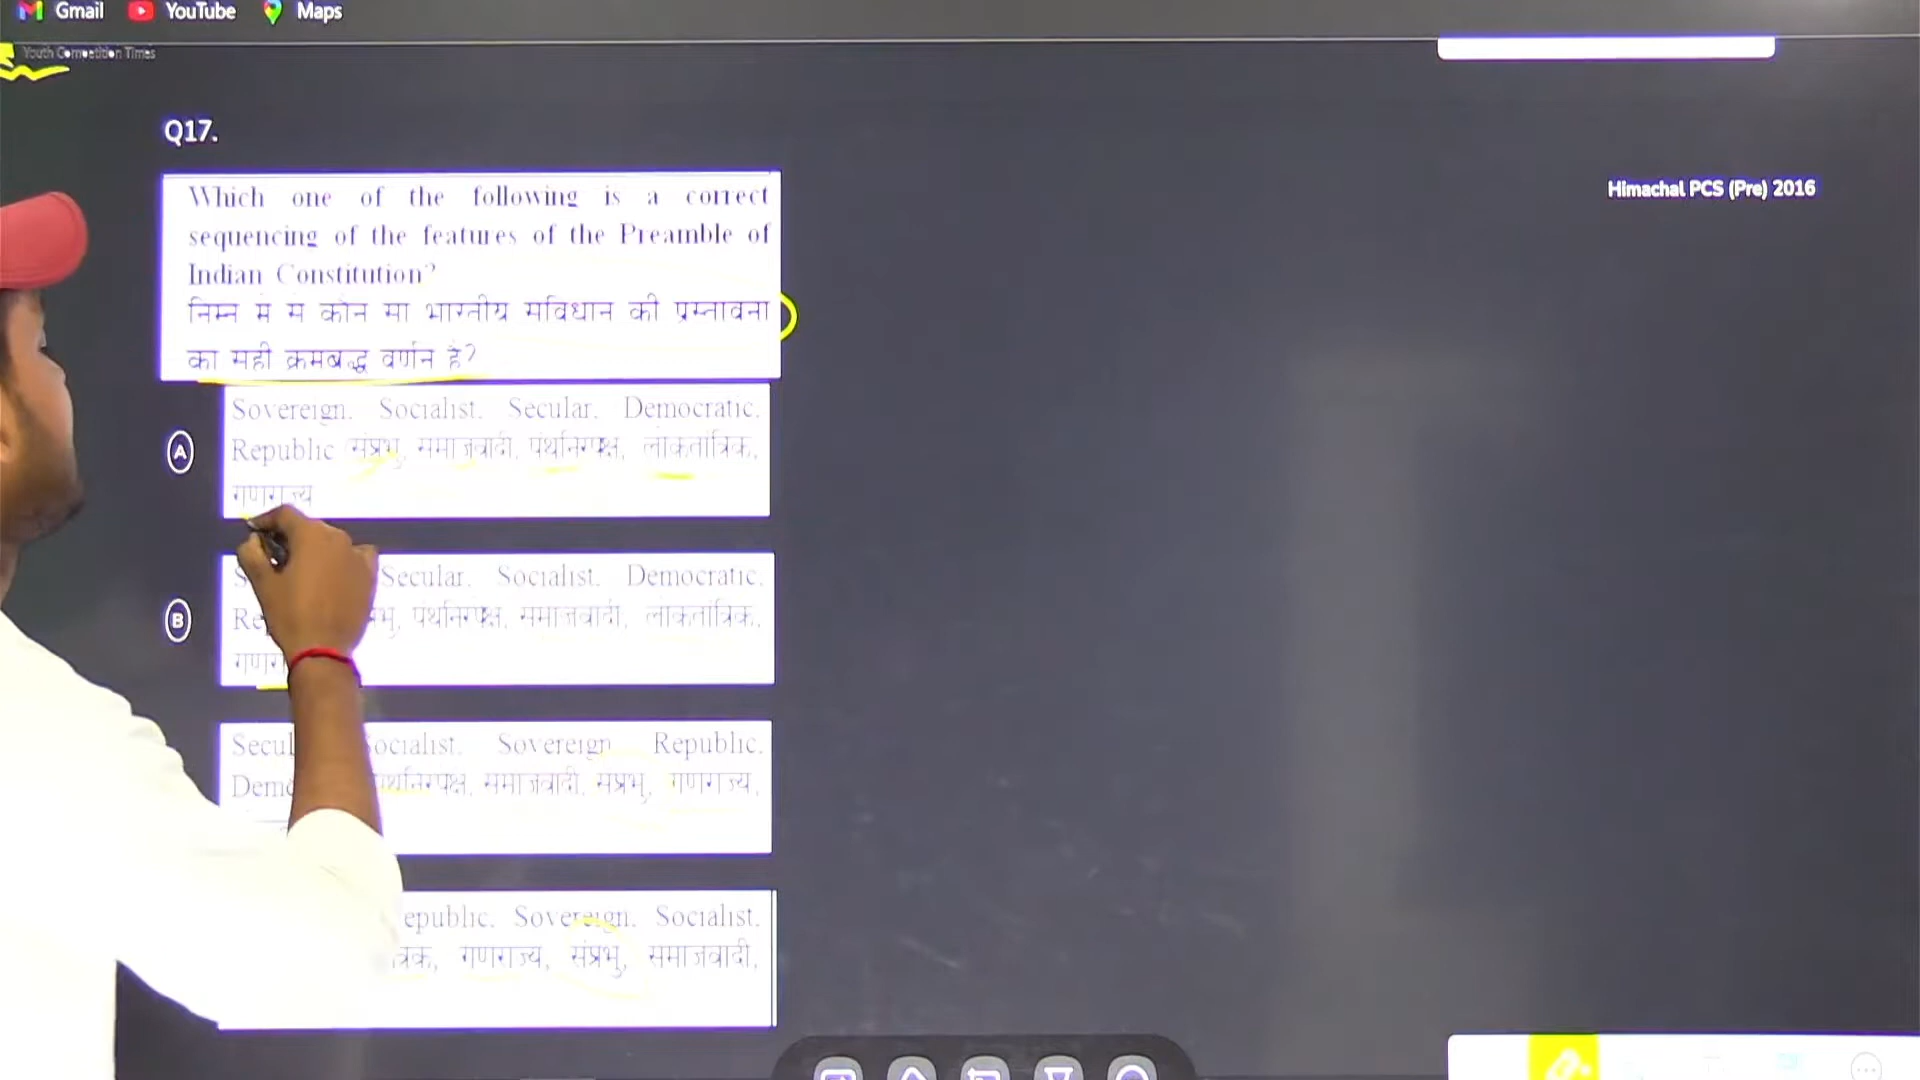 Gmail YouTube Maps
Youth Competition Times
Q17.
Himachal PCS (Pre) 2016
Which one of the following is a correct
sequencing of the features of the Preamble of
Indian Constitution?
निम्न में से कौन सा भारतीय संविधान की प्रस्तावना
का सही क्रमबद्ध वर्णन है?
A
Sovereign, Socialist, Secular, Democratic,
Republic संप्रभु, समाजवादी, पंथनिरपेक्ष, लोकतांत्रिक,
गणराज्य
B
Secular, Socialist, Democratic,
पंथनिरपेक्ष, समाजवादी, लोकतांत्रिक,
Socialist, Sovereign Republic,
पंथनिरपेक्ष, समाजवादी, संप्रभु, गणराज्य,
Sovereign, Socialist,
गणराज्य, संप्रभु, समाजवादी,